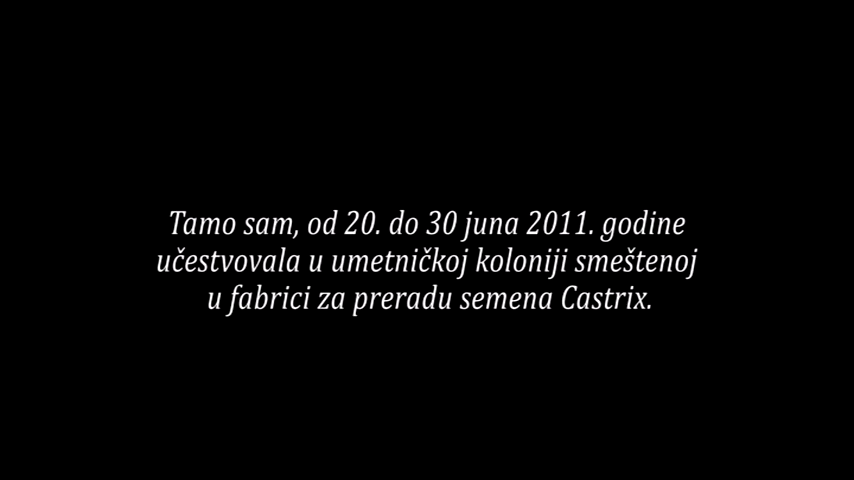 Tamo sam, od 20. do 30 juna 2011. godine
učestvovala u umetničkoj koloniji smeštenoj
u fabrici za preradu semena Castrix.